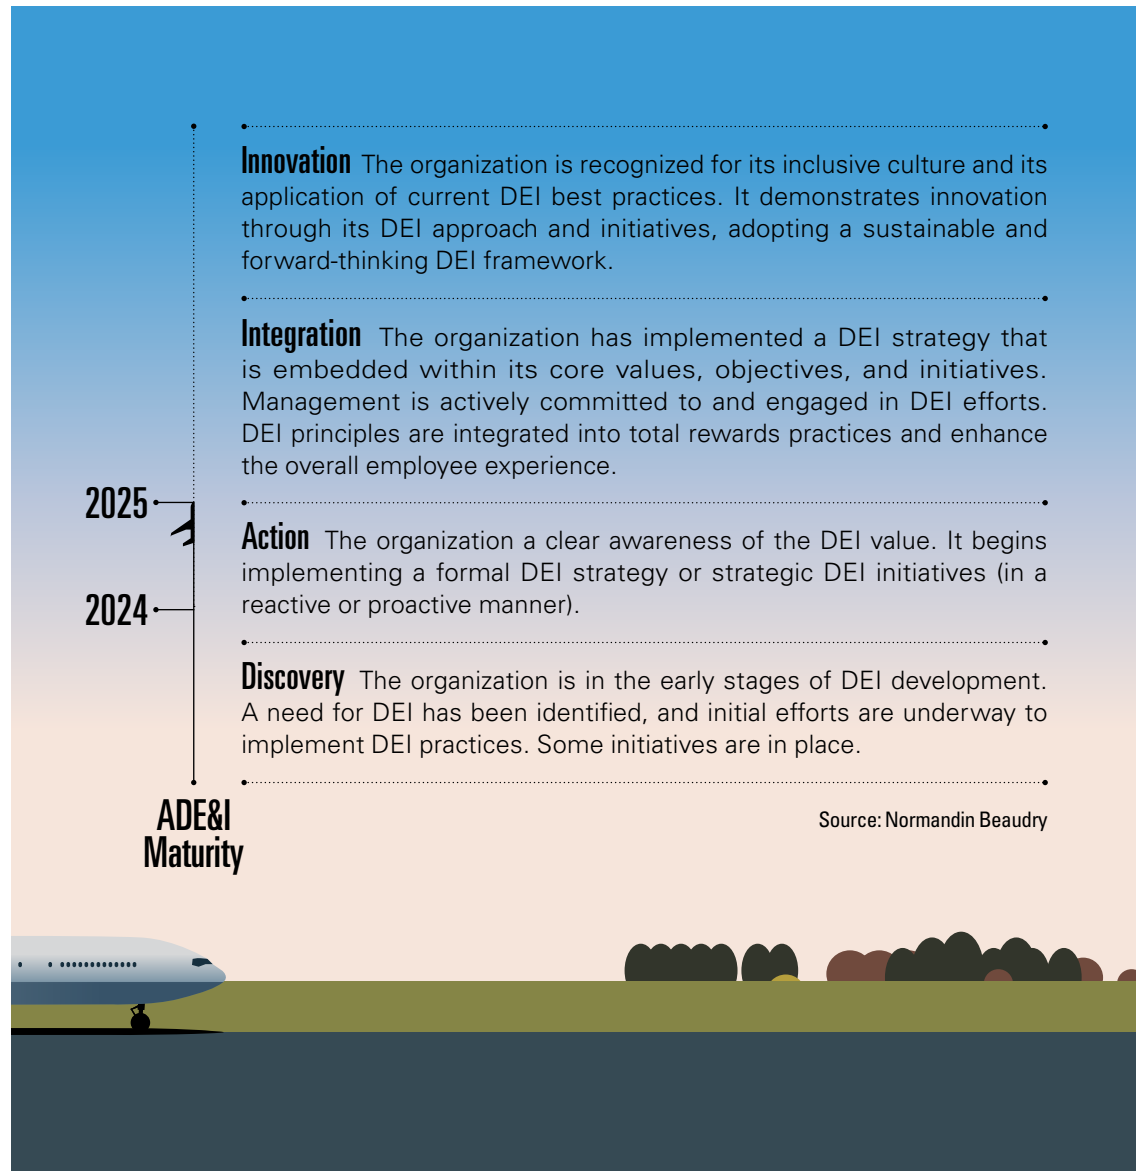 Innovation The organization is recognized for its inclusive culture and its
application of current DEI best practices. It demonstrates innovation
through its DEI approach and initiatives, adopting a sustainable and
forward-thinking DEI framework.
Integration The organization has implemented a DEI strategy that
is embedded within its core values, objectives, and initiatives.
Management is actively committed to and engaged in DEI efforts.
DEI principles are integrated into total rewards practices and enhance
the overall employee experience.
2025
Action The organization a clear awareness of the DEI value. It begins
implementing a formal DEI strategy or strategic DEI initiatives (in a
reactive or proactive manner).
2024
Discovery The organization is in the early stages of DEI development.
A need for DEI has been identified, and initial efforts are underway to
implement DEI practices. Some initiatives are in place.
ADE&I
Maturity
Source: Normandin Beaudry